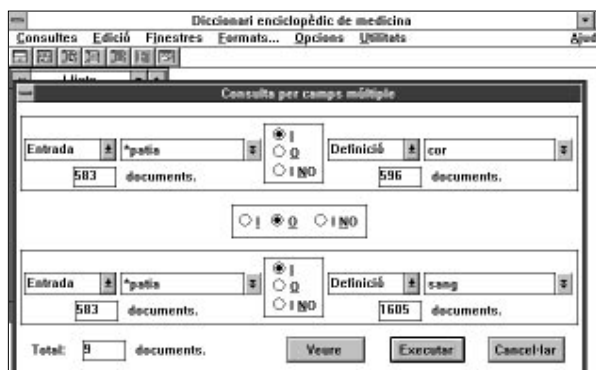 Diccionari enciclopèdic de medicina
Consultes Edició Finestres Formats... Opcions Utilitats Ajud
Consulta per camps múltiple
Entrada *patia I O I NO Definició cor
583 documents. 596 documents.
I O I NO
Entrada *patia I O I NO Definició sang
583 documents. 1605 documents.
Total: 9 documents. Veure Executar Cancel·lar